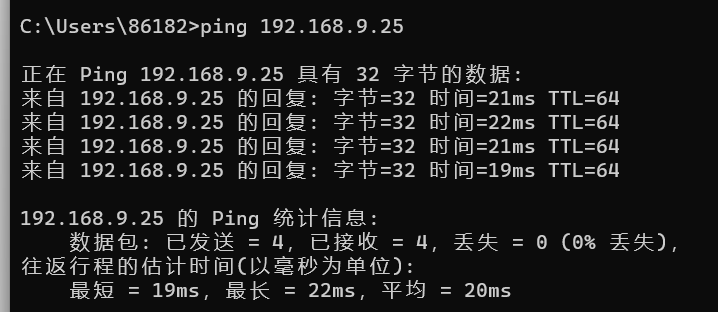 C:\Users\86182>ping 192.168.9.25
正在 Ping 192.168.9.25 具有 32 字节的数据:
来自 192.168.9.25 的回复: 字节=32 时间=21ms TTL=64
来自 192.168.9.25 的回复: 字节=32 时间=22ms TTL=64
来自 192.168.9.25 的回复: 字节=32 时间=21ms TTL=64
来自 192.168.9.25 的回复: 字节=32 时间=19ms TTL=64
192.168.9.25 的 Ping 统计信息:
数据包: 已发送 = 4，已接收 = 4，丢失 = 0 (0% 丢失)，
往返行程的估计时间(以毫秒为单位):
最短 = 19ms，最长 = 22ms，平均 = 20ms